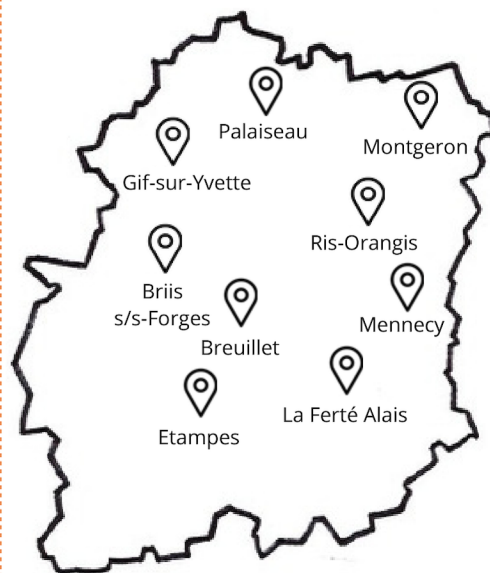 Palaiseau
Montgeron
Gif-sur-Yvette
Ris-Orangis
Briis
s/s-Forges
Mennecy
Breuillet
La Ferté Alais
Etampes